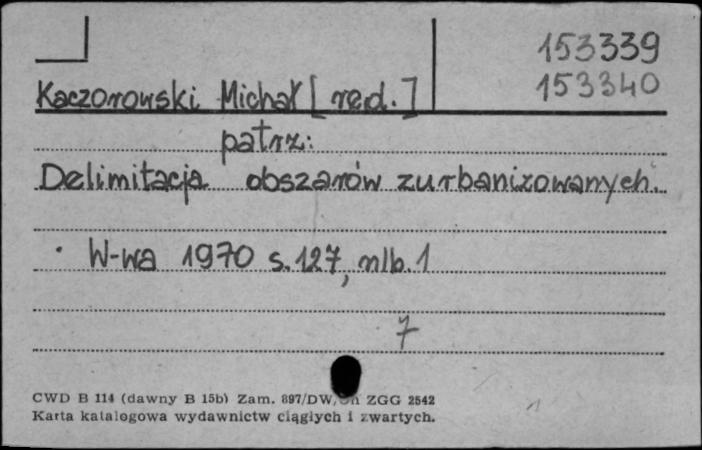 153339
153340
Kaczorowski Michał [red.]
patrz:
Delimitacja obszarów zurbanizowanych.
W-wa 1970 s.127, nlb.1
7
CWD B 114 (dawny B 15b) Zam. 897/DW/ ZGG 2542
Karta katalogowa wydawnictw ciągłych i zwartych.